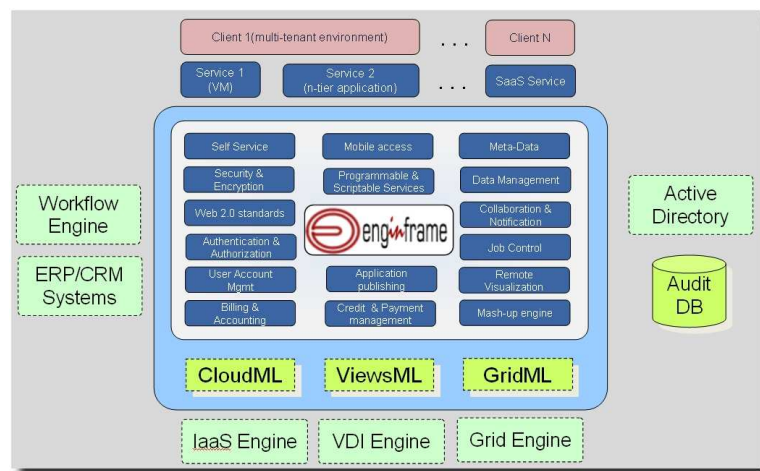 Client 1(multi-tenant environment)
. . .
Client N
Service 1
(VM)
Service 2
(n-tier application)
. . .
SaaS Service
Self Service
Mobile access
Meta-Data
Security &
Encryption
Programmable &
Scriptable Services
Data Management
Web 2.0 standards
enginframe
Collaboration &
Notification
Authentication &
Authorization
Job Control
User Account
Mgmt
Application
publishing
Remote
Visualization
Billing &
Accounting
Credit & Payment
management
Mash-up engine
CloudML
ViewsML
GridML
Workflow
Engine
ERP/CRM
Systems
Active
Directory
Audit
DB
IaaS Engine
VDI Engine
Grid Engine